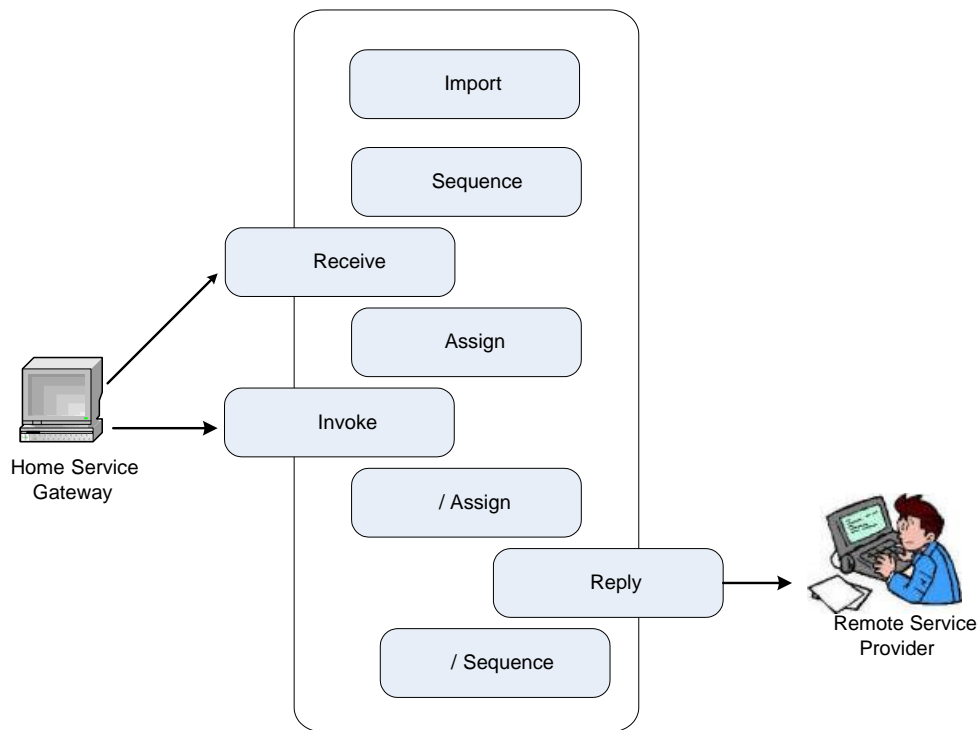 Import
Sequence
Receive
Assign
Invoke
Home Service
Gateway
/ Assign
Reply
Remote Service
Provider
/ Sequence